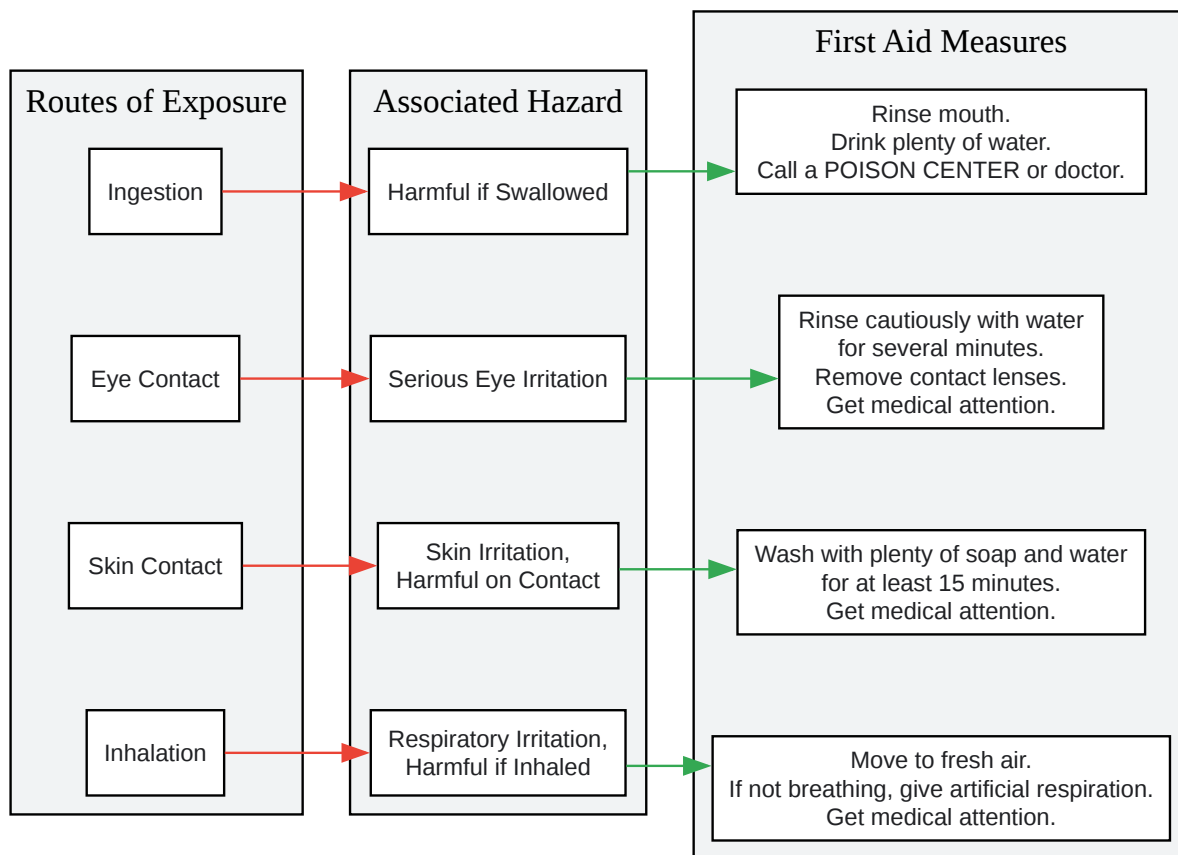 First Aid Measures
Routes of Exposure
Associated Hazard
Ingestion
Harmful if Swallowed
Rinse mouth.
Drink plenty of water.
Call a POISON CENTER or doctor.
Eye Contact
Serious Eye Irritation
Rinse cautiously with water
for several minutes.
Remove contact lenses.
Get medical attention.
Skin Contact
Skin Irritation,
Harmful on Contact
Wash with plenty of soap and water
for at least 15 minutes.
Get medical attention.
Inhalation
Respiratory Irritation,
Harmful if Inhaled
Move to fresh air.
If not breathing, give artificial respiration.
Get medical attention.